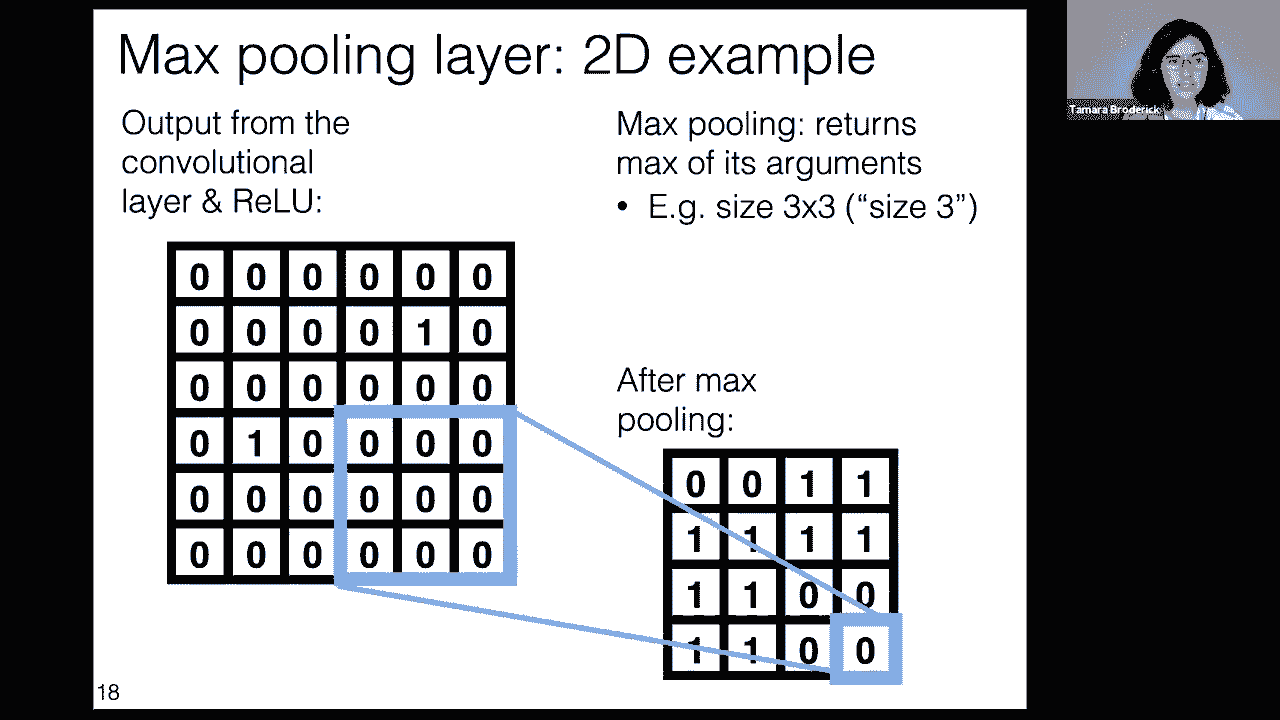 Max pooling layer: 2D example
Output from the
convolutional
layer & ReLU:
Max pooling: returns
max of its arguments
• E.g. size 3x3 (“size 3”)
0 0 0 0 0 0
0 0 0 0 1 0
0 0 0 0 0 0
0 1 0 0 0 0
0 0 0 0 0 0
0 0 0 0 0 0
After max
pooling:
0 0 1 1
1 1 1 1
1 1 0 0
1 1 0 0
18
Tamara Broderick